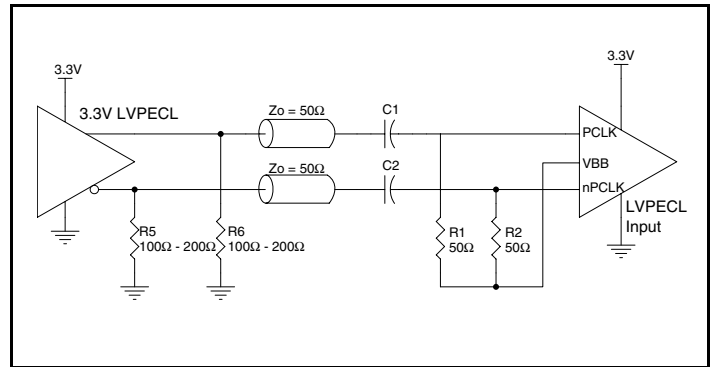 3.3V
3.3V
3.3V LVPECL
Zo = 50Ω
C1
PCLK
Zo = 50Ω
C2
VBB
nPCLK
LVPECL
Input
R5
100Ω - 200Ω
R6
100Ω - 200Ω
R1
50Ω
R2
50Ω